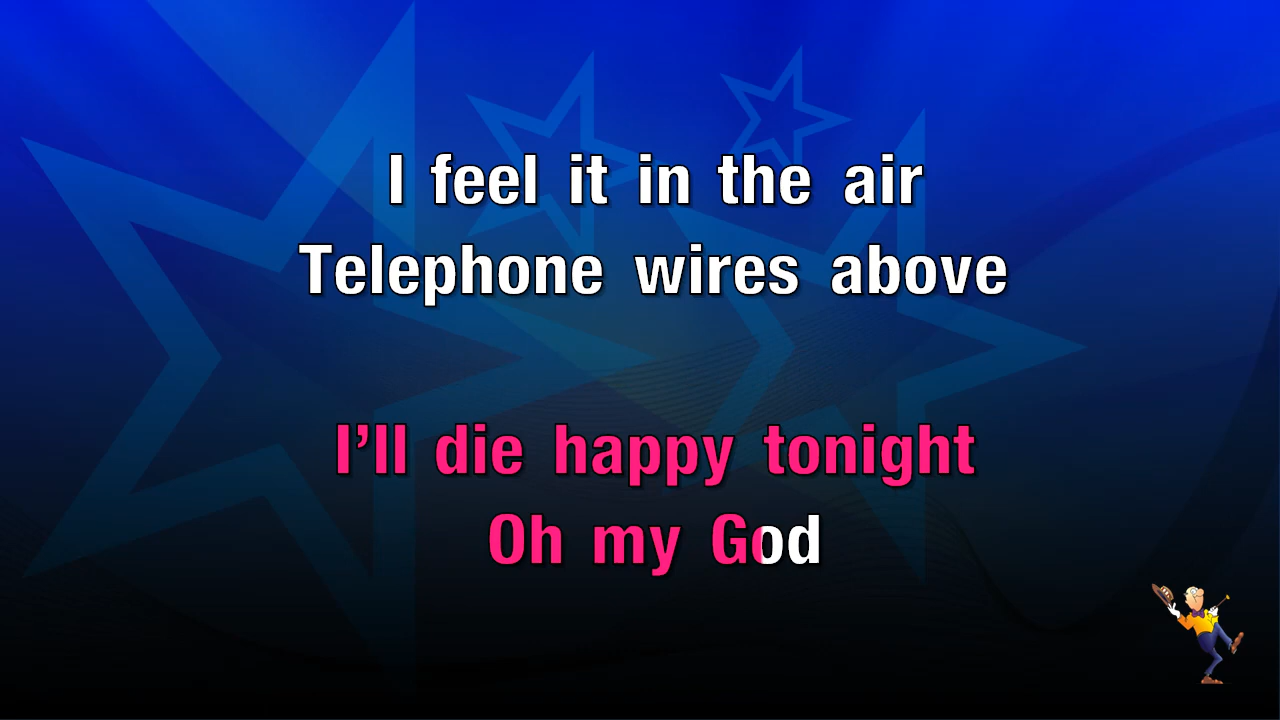 I feel it in the air
Telephone wires above
I’ll die happy tonight
Oh my God